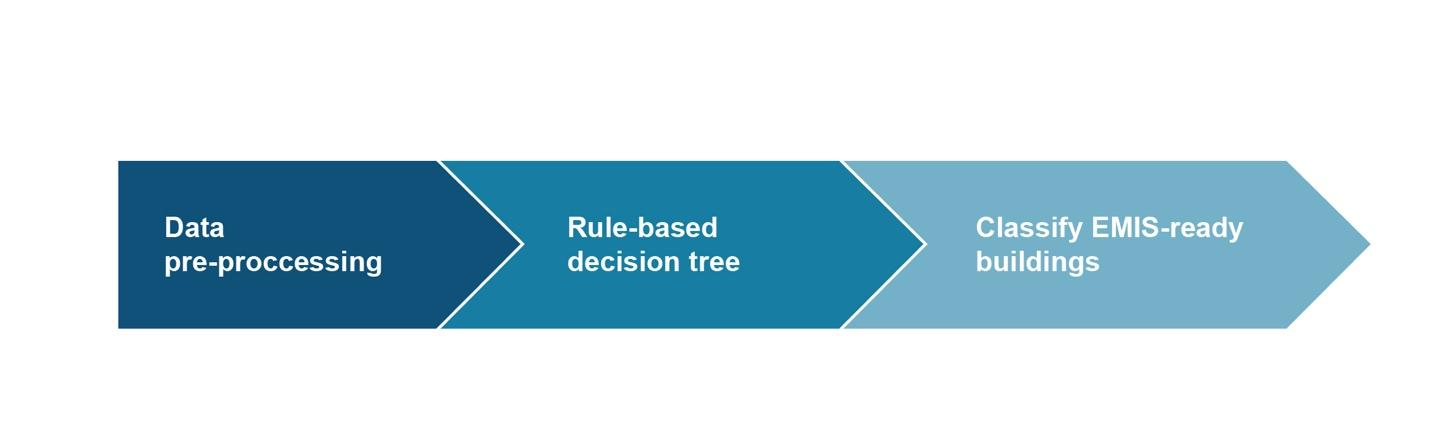 Data
pre-proccessing
Rule-based
decision tree
Classify EMIS-ready
buildings